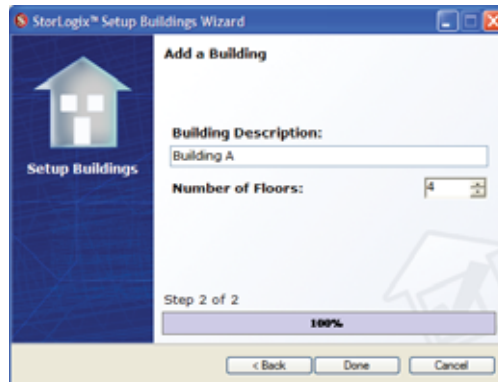 StorLogix™ Setup Buildings Wizard
Add a Building
Setup Buildings
Building Description:
Building A
Number of Floors:
4
Step 2 of 2
100%
< Back
Done
Cancel